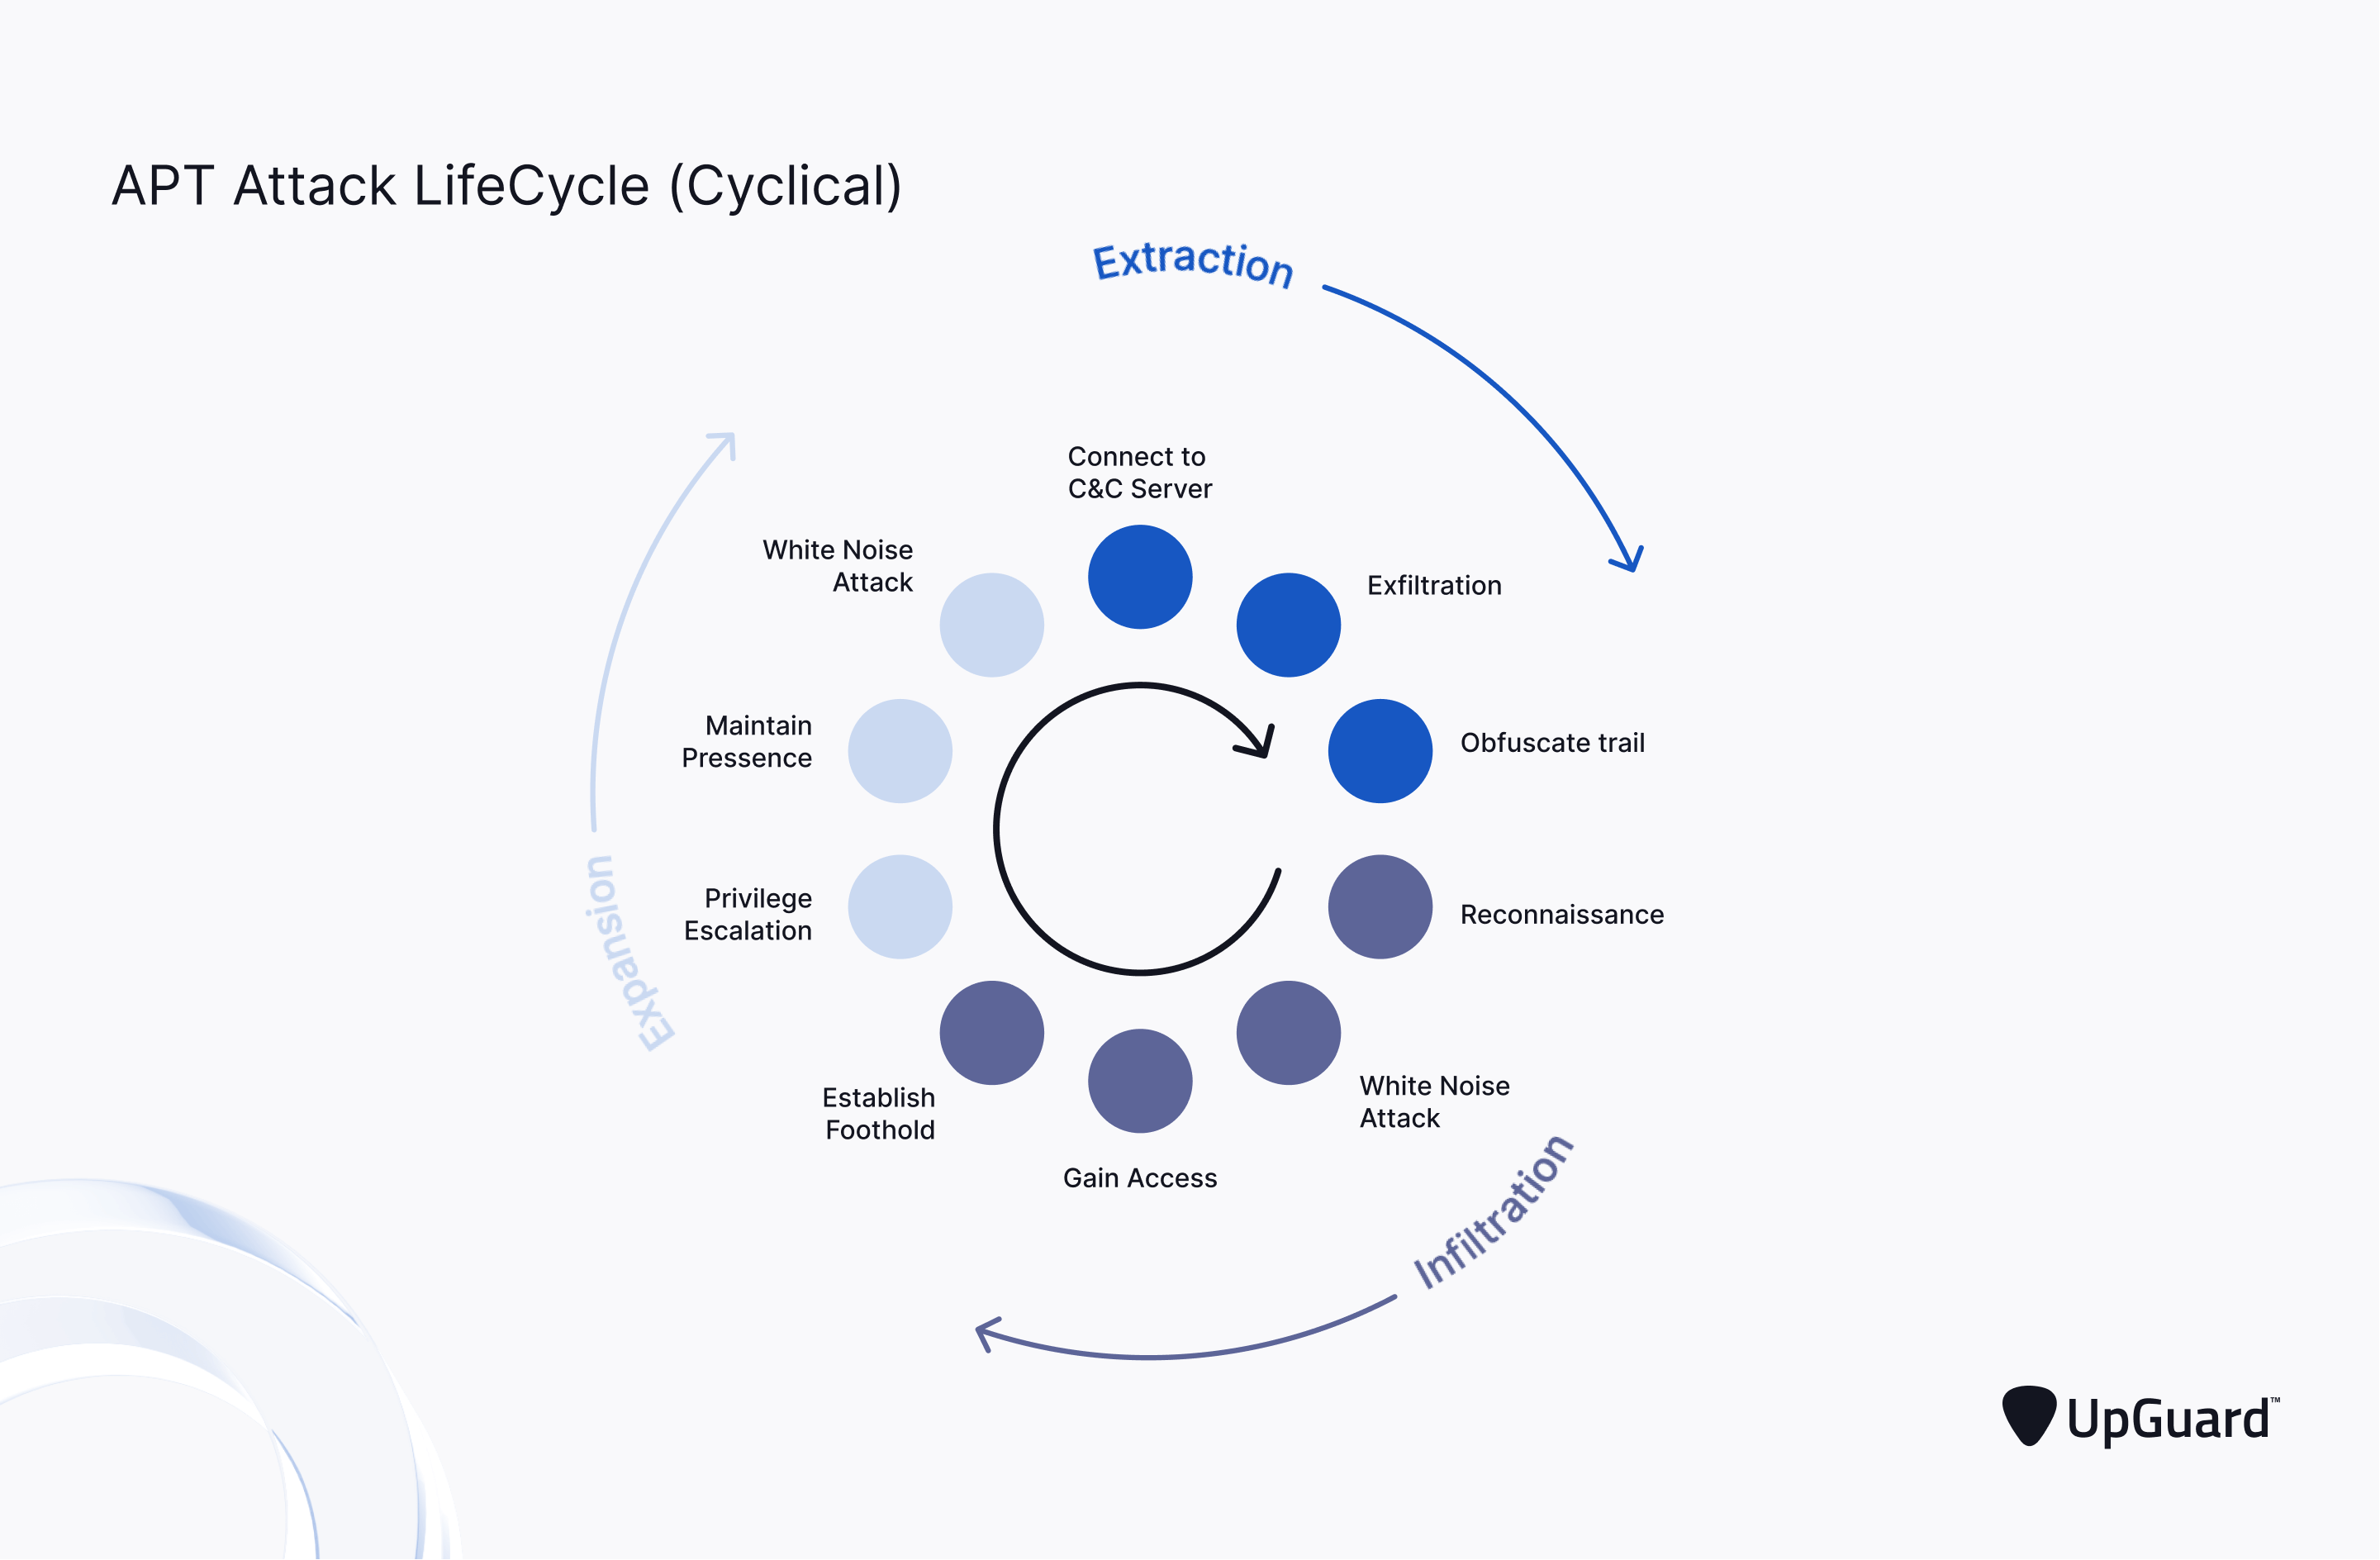 APT Attack LifeCycle (Cyclical)
Extraction
Connect to
C&C Server
White Noise
Attack
Exfiltration
Maintain
Pressence
Obfuscate trail
Expansion
Privilege
Escalation
Reconnaissance
Establish
Foothold
White Noise
Attack
Gain Access
Infiltration
UpGuard™